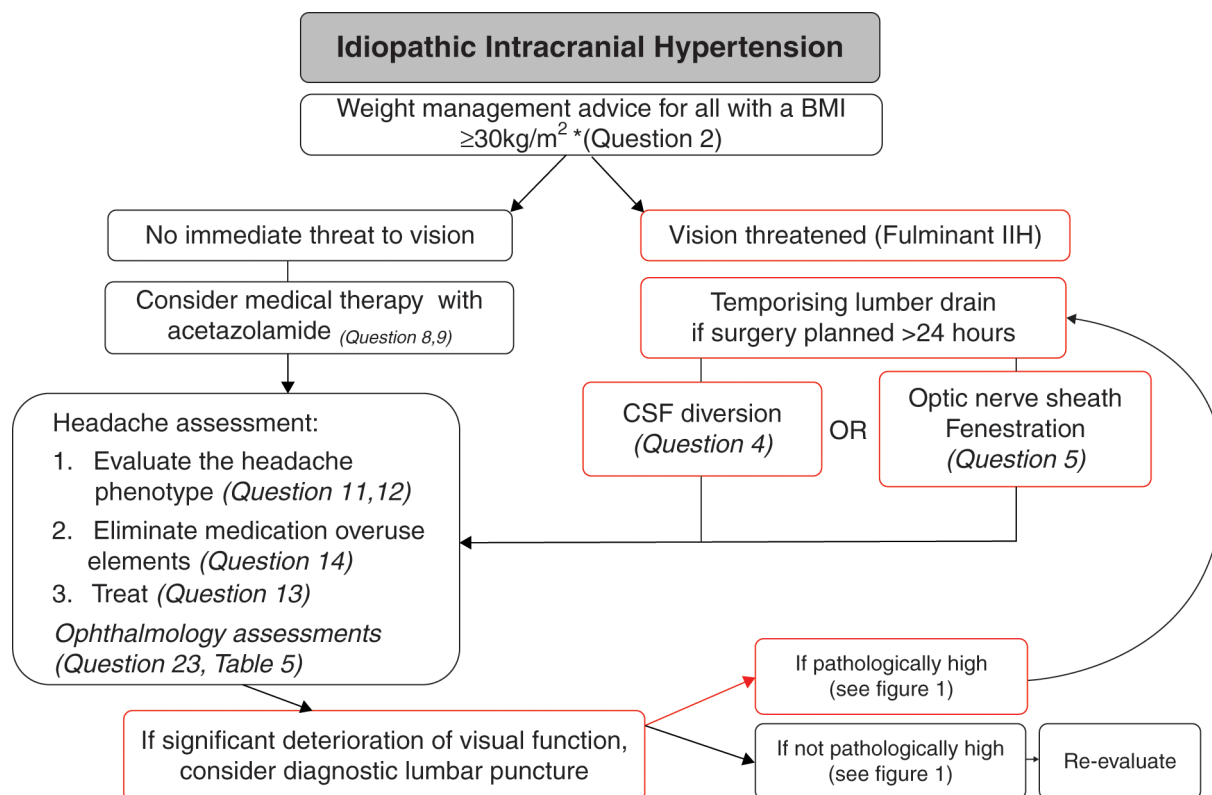 Idiopathic Intracranial Hypertension
Weight management advice for all with a BMI
≥30kg/m² *(Question 2)
No immediate threat to vision
Vision threatened (Fulminant IIH)
Consider medical therapy with
acetazolamide (Question 8,9)
Temporising lumber drain
if surgery planned >24 hours
CSF diversion
(Question 4)
OR
Optic nerve sheath
Fenestration
(Question 5)
Headache assessment:
1. Evaluate the headache
phenotype (Question 11,12)
2. Eliminate medication overuse
elements (Question 14)
3. Treat (Question 13)
Ophthalmology assessments
(Question 23, Table 5)
If significant deterioration of visual function,
consider diagnostic lumbar puncture
If pathologically high
(see figure 1)
If not pathologically high
(see figure 1)
Re-evaluate